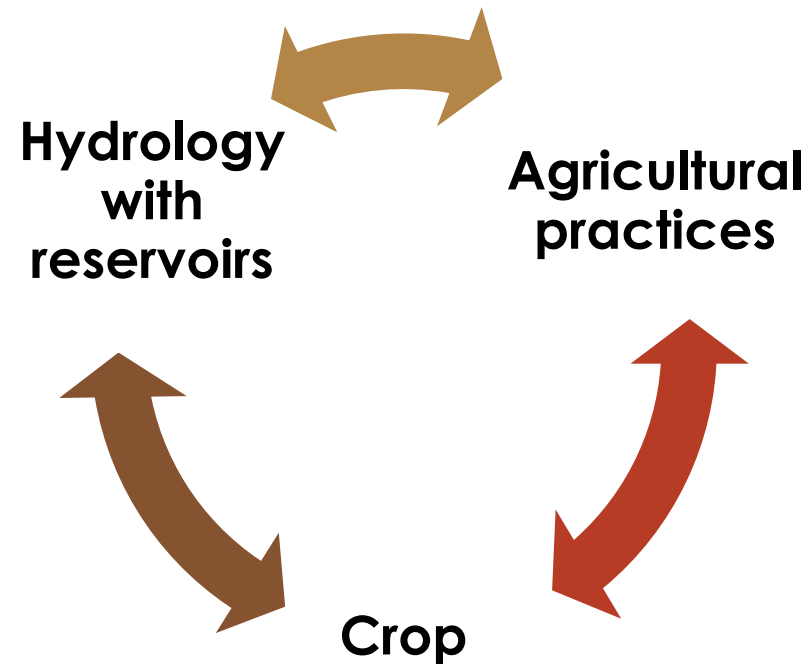 Hydrology
with
reservoirs
Agricultural
practices
Crop